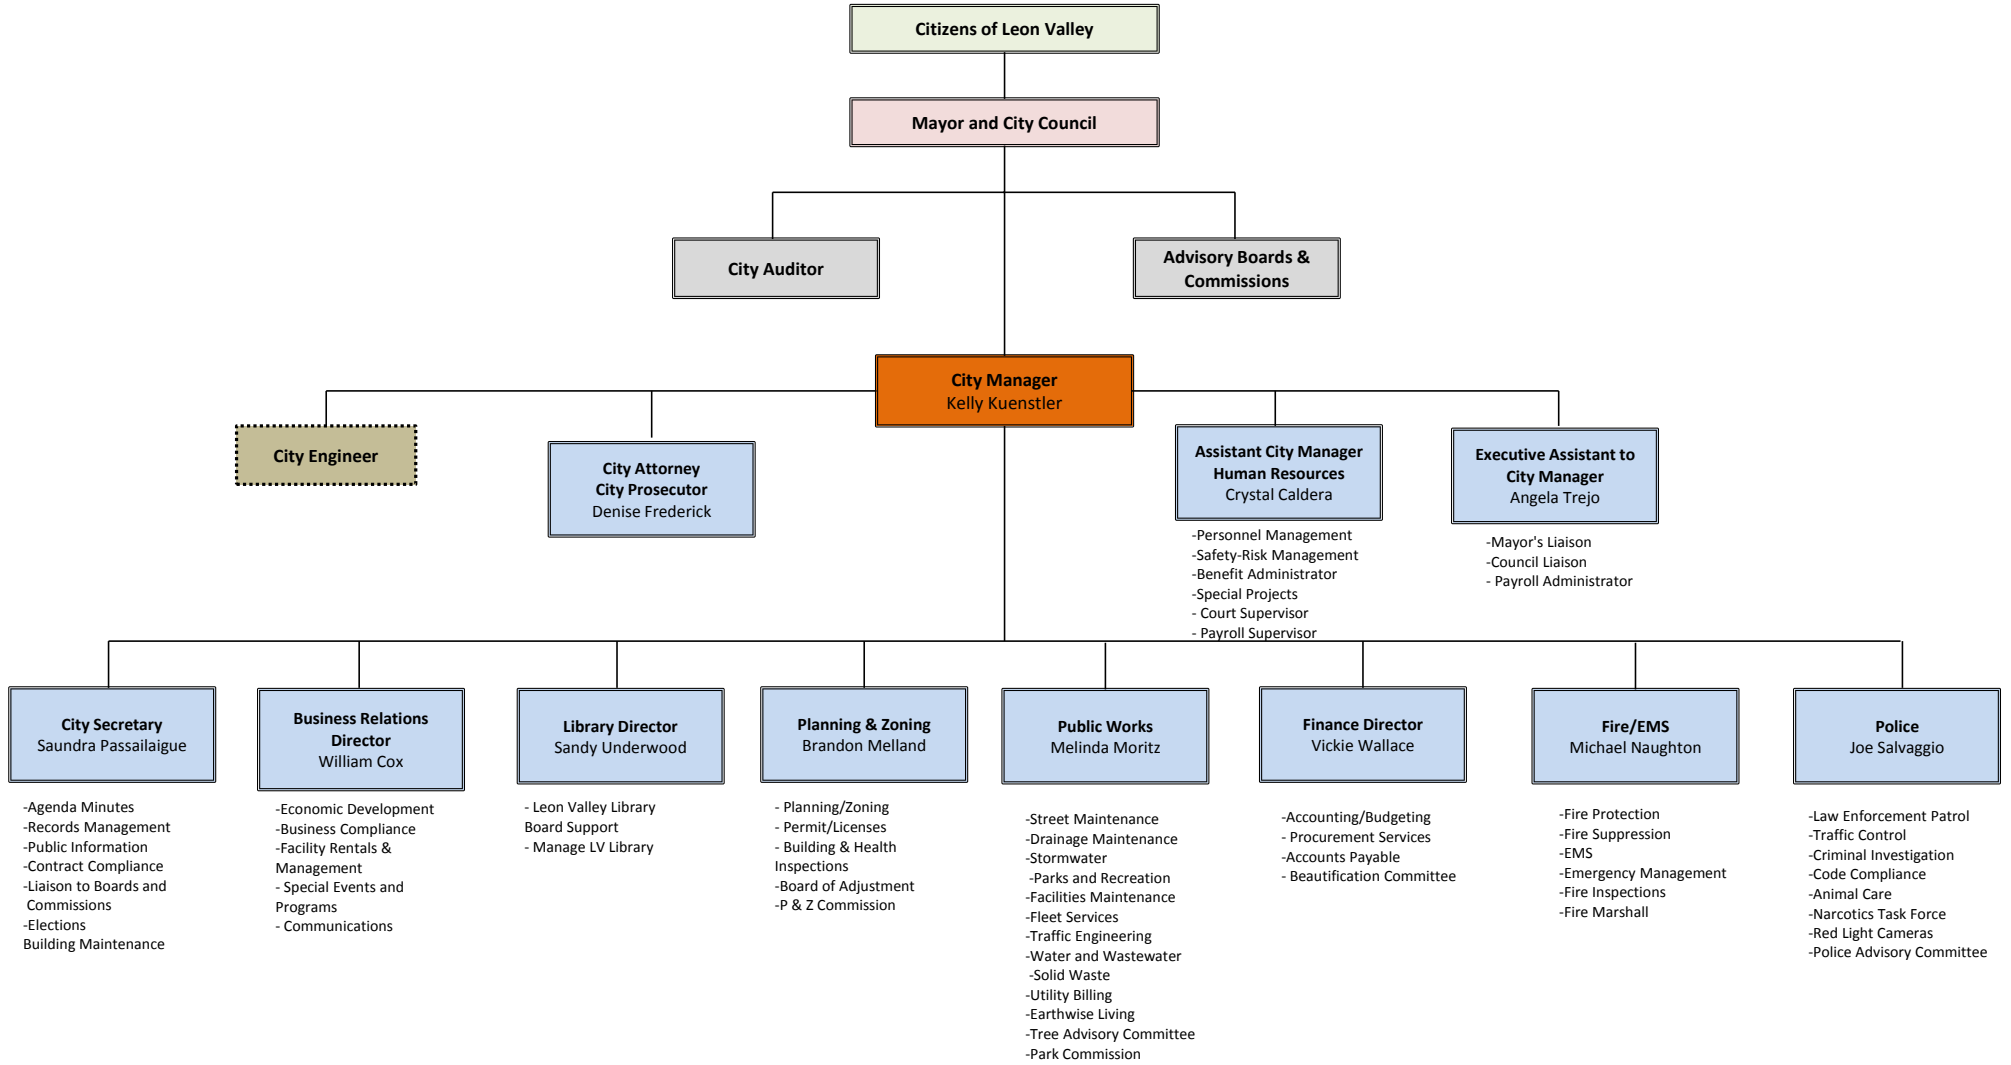 Citizens of Leon Valley
Mayor and City Council
City Auditor
Advisory Boards &
Commissions
City Manager
Kelly Kuenstler
City Engineer
City Attorney
City Prosecutor
Denise Frederick
Assistant City Manager
Human Resources
Crystal Caldera
-Personnel Management
-Safety-Risk Management
-Benefit Administrator
-Special Projects
- Court Supervisor
- Payroll Supervisor
Executive Assistant to
City Manager
Angela Trejo
-Mayor's Liaison
-Council Liaison
- Payroll Administrator
City Secretary
Saundra Passailaigue
-Agenda Minutes
-Records Management
-Public Information
-Contract Compliance
-Liaison to Boards and
Commissions
-Elections
Building Maintenance
Business Relations
Director
William Cox
-Economic Development
-Business Compliance
-Facility Rentals &
Management
- Special Events and
Programs
- Communications
Library Director
Sandy Underwood
- Leon Valley Library
Board Support
- Manage LV Library
Planning & Zoning
Brandon Melland
- Planning/Zoning
- Permit/Licenses
- Building & Health
Inspections
-Board of Adjustment
-P & Z Commission
Public Works
Melinda Moritz
-Street Maintenance
-Drainage Maintenance
-Stormwater
-Parks and Recreation
-Facilities Maintenance
-Fleet Services
-Traffic Engineering
-Water and Wastewater
-Solid Waste
-Utility Billing
-Earthwise Living
-Tree Advisory Committee
-Park Commission
Finance Director
Vickie Wallace
-Accounting/Budgeting
- Procurement Services
-Accounts Payable
- Beautification Committee
Fire/EMS
Michael Naughton
-Fire Protection
-Fire Suppression
-EMS
-Emergency Management
-Fire Inspections
-Fire Marshall
Police
Joe Salvaggio
-Law Enforcement Patrol
-Traffic Control
-Criminal Investigation
-Code Compliance
-Animal Care
-Narcotics Task Force
-Red Light Cameras
-Police Advisory Committee